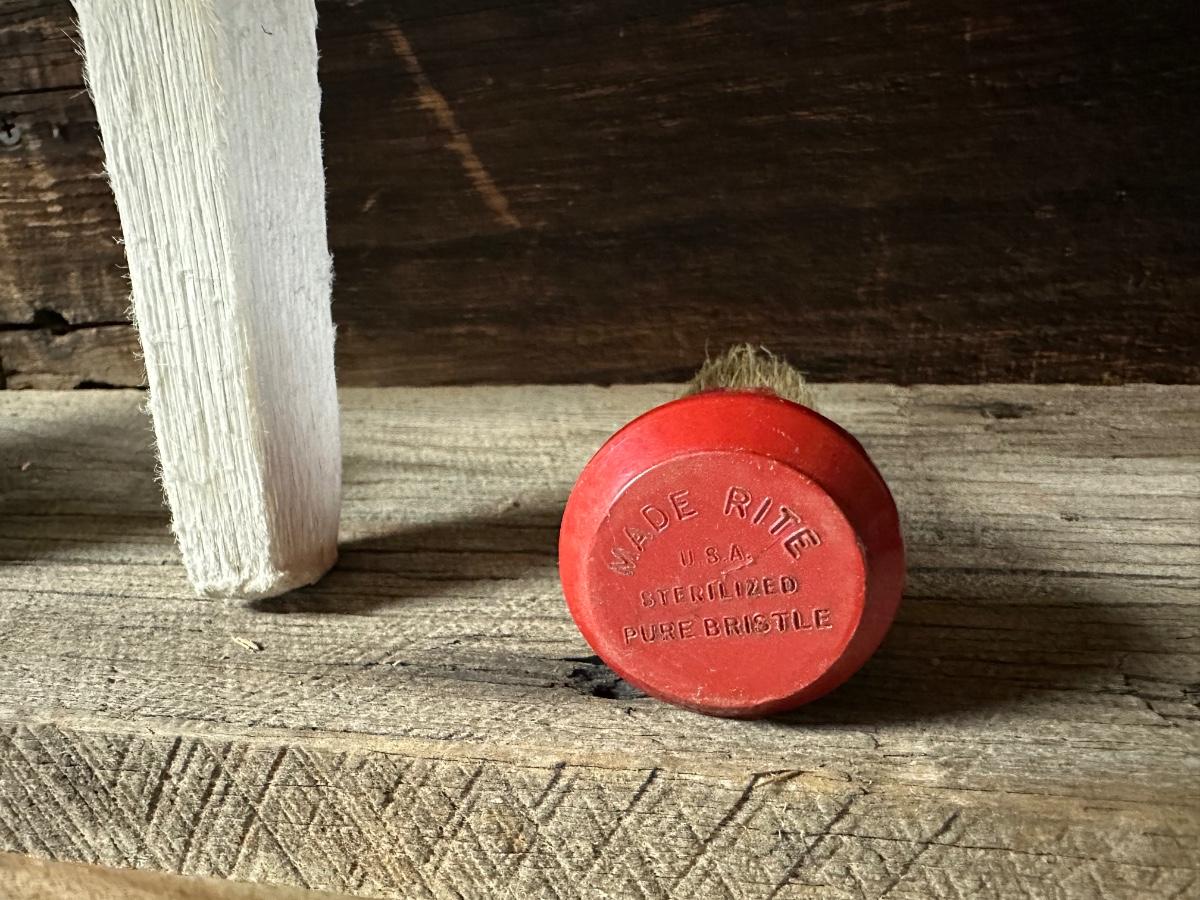 MADE RITE
U.S.A.
STERILIZED
PURE BRISTLE